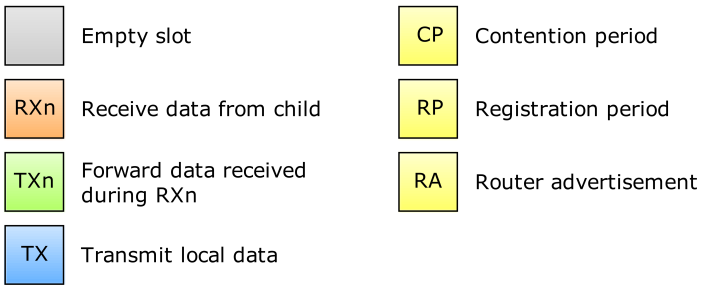 Empty slot
RXn
Receive data from child
TXn
Forward data received
during RXn
TX
Transmit local data
CP
Contention period
RP
Registration period
RA
Router advertisement